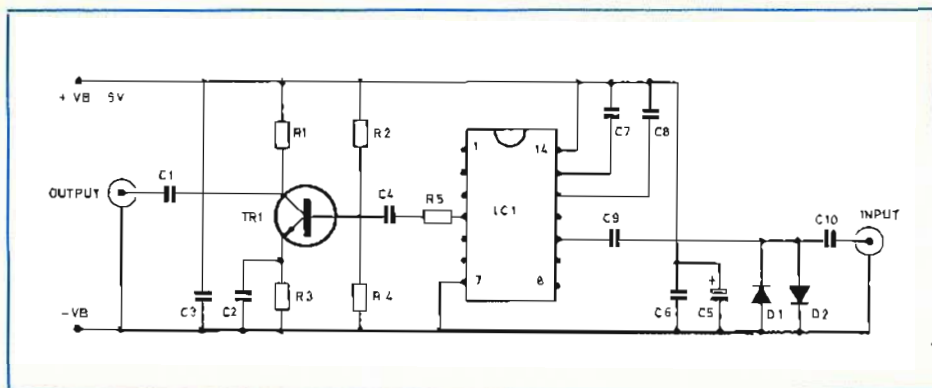 + VB 5V
R1
R2
1
14
C7
C8
C1
OUTPUT
TR1
C4
R5
IC1
C9
C10
INPUT
7
8
R3
R4
C3
C2
C6
+
C5
D1
D2
-VB